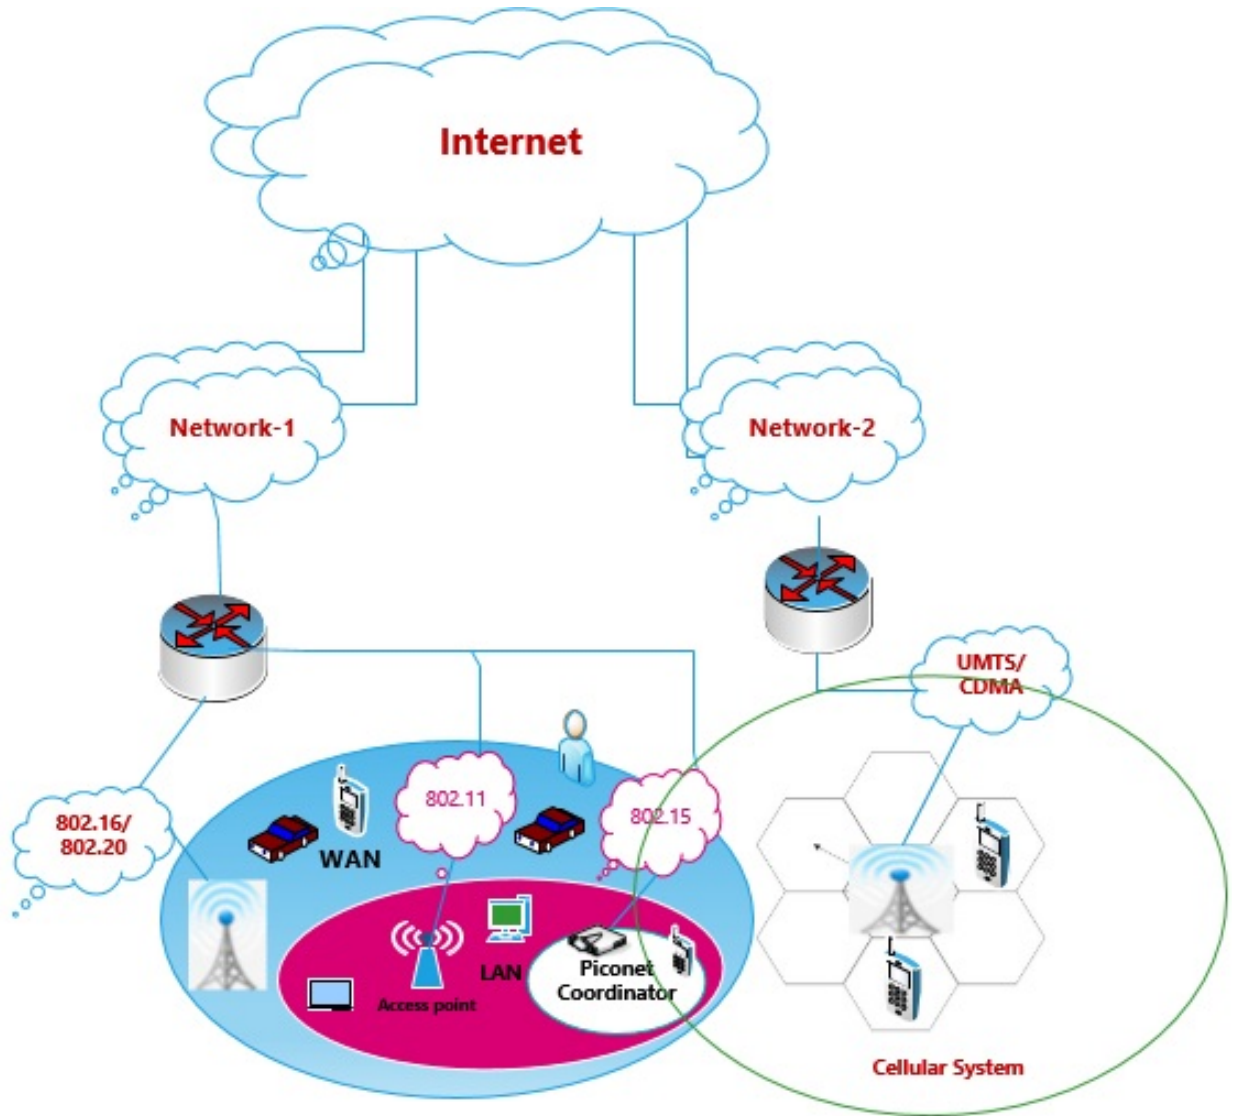 Internet
Network-1
Network-2
UMTS/
CDMA
802.16/
802.20
802.11
802.15
WAN
LAN
Access point
Piconet
Coordinator
Cellular System